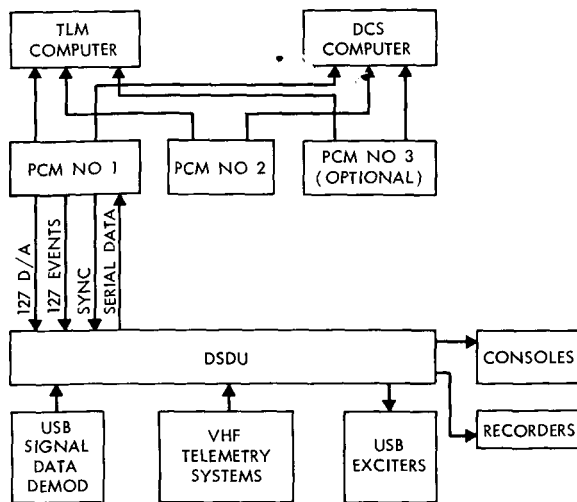 TLM
COMPUTER
DCS
COMPUTER
PCM NO 1
PCM NO 2
PCM NO 3
(OPTIONAL)
127 D/A
127 EVENTS
SYNC
SERIAL DATA
DSDU
CONSOLES
RECORDERS
USB
SIGNAL
DATA
DEMOD
VHF
TELEMETRY
SYSTEMS
USB
EXCITERS